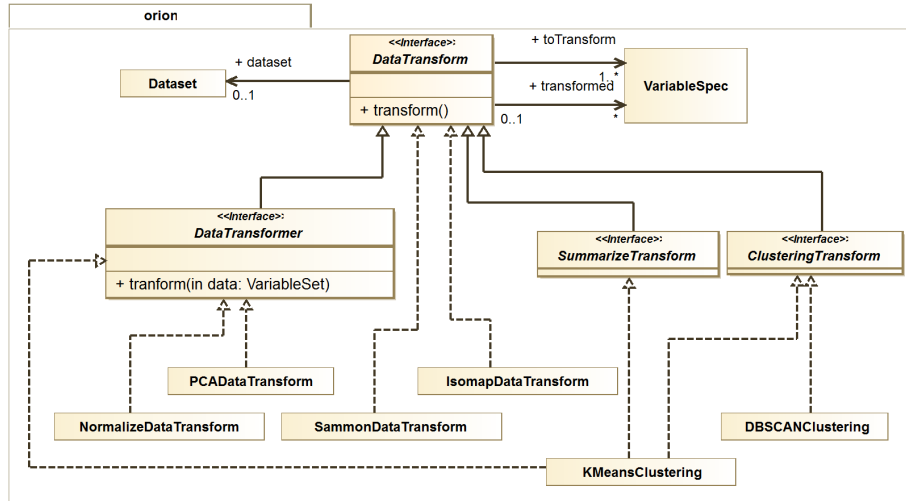 orion
<<Interface>:
DataTransform
+ transform()
+ dataset
0..1
Dataset
+ toTransform
1..*
+ transformed
0..1
*
VariableSpec
<<Interface>:
DataTransformer
+ tranform(in data: VariableSet)
<<Interface>:
SummarizeTransform
<<Interface>:
ClusteringTransform
PCADataTransform
IsomapDataTransform
NormalizeDataTransform
SammonDataTransform
DBSCANClustering
KMeansClustering